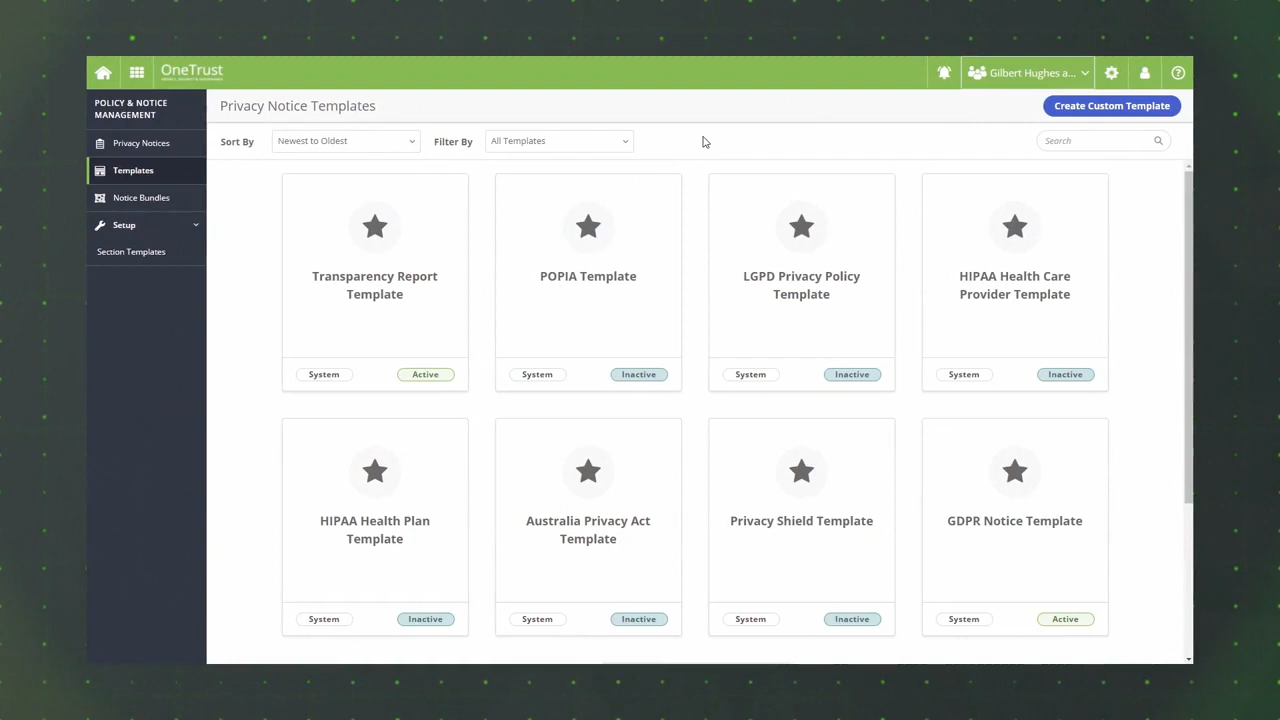 OneTrust
Gilbert Hughes a...
POLICY & NOTICE
MANAGEMENT
Privacy Notices
Templates
Notice Bundles
Setup
Section Templates
Privacy Notice Templates
Create Custom Template
Sort By
Newest to Oldest
Filter By
All Templates
Search
Transparency Report
Template
System
Active
POPIA Template
System
Inactive
LGPD Privacy Policy
Template
System
Inactive
HIPAA Health Care
Provider Template
System
Inactive
HIPAA Health Plan
Template
System
Inactive
Australia Privacy Act
Template
System
Inactive
Privacy Shield Template
System
Inactive
GDPR Notice Template
System
Active